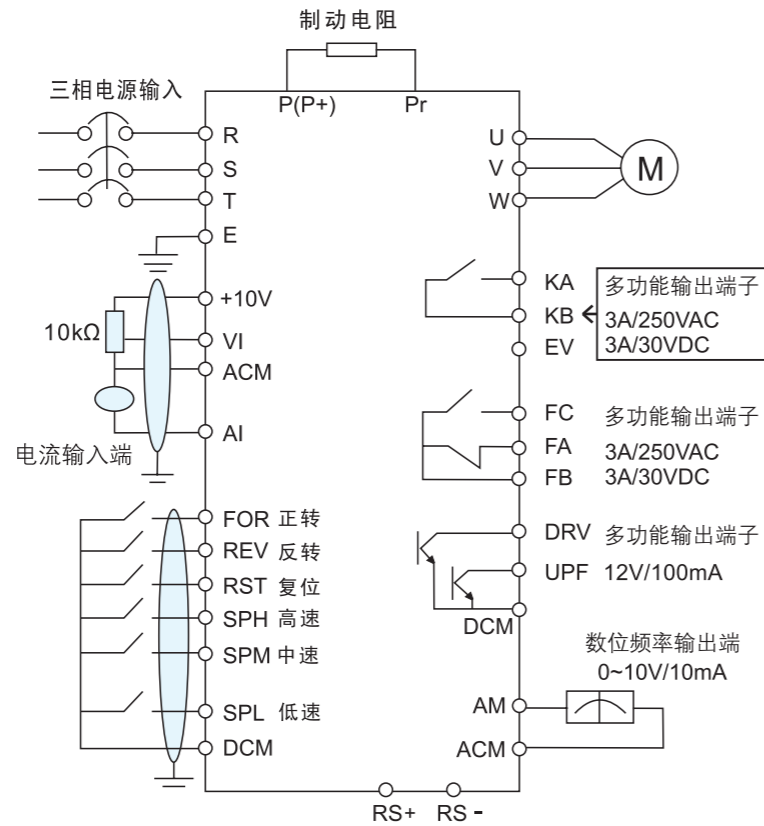 制动电阻
三相电源输入
P(P+)
Pr
R
S
T
E
+10V
10kΩ
VI
ACM
AI
电流输入端
FOR 正转
REV 反转
RST 复位
SPH 高速
SPM 中速
SPL 低速
DCM
U
V
W
M
KA
KB
EV
多功能输出端子
3A/250VAC
3A/30VDC
FC
FA
FB
多功能输出端子
3A/250VAC
3A/30VDC
DRV
UPF
DCM
多功能输出端子
12V/100mA
数位频率输出端
0~10V/10mA
AM
ACM
RS+
RS -